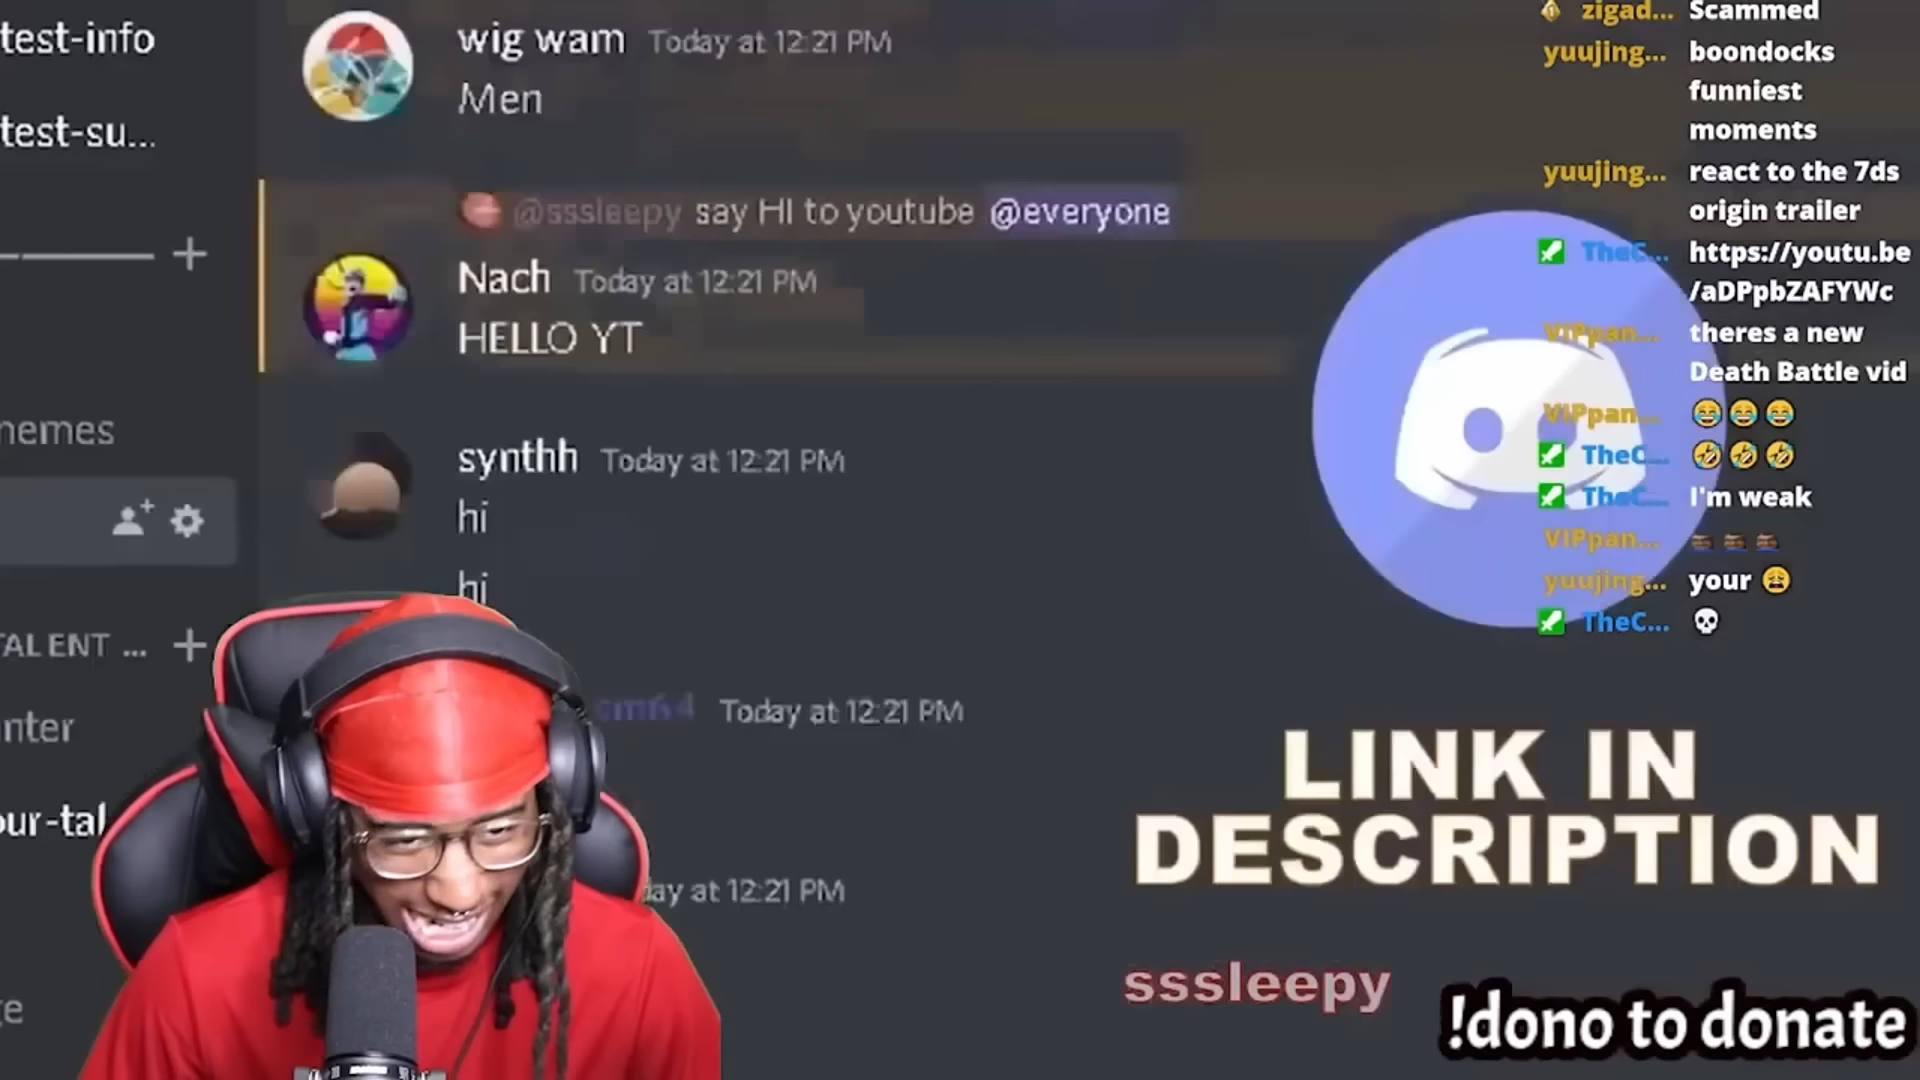 test-info
test-su...
nemes
TALENT ...
nter
our-tal
wig wam Today at 12:21 PM
Men
@sssleepy say HI to youtube @everyone
Nach Today at 12:21 PM
HELLO YT
synthh Today at 12:21 PM
hi
hi
Today at 12:21 PM
day at 12:21 PM
zigad... Scammed
yuujing... boondocks
funniest
moments
yuujing... react to the 7ds
origin trailer
TheC... https://youtu.be
/aDPpbZAFYWc
VIPpan... theres a new
Death Battle vid
VIPpan... 😂😂😂
TheC... 🤣🤣🤣
TheC... I'm weak
VIPpan...
yuujing... your 😩
TheC... 💀
LINK IN
DESCRIPTION
sssleepy
!dono to donate